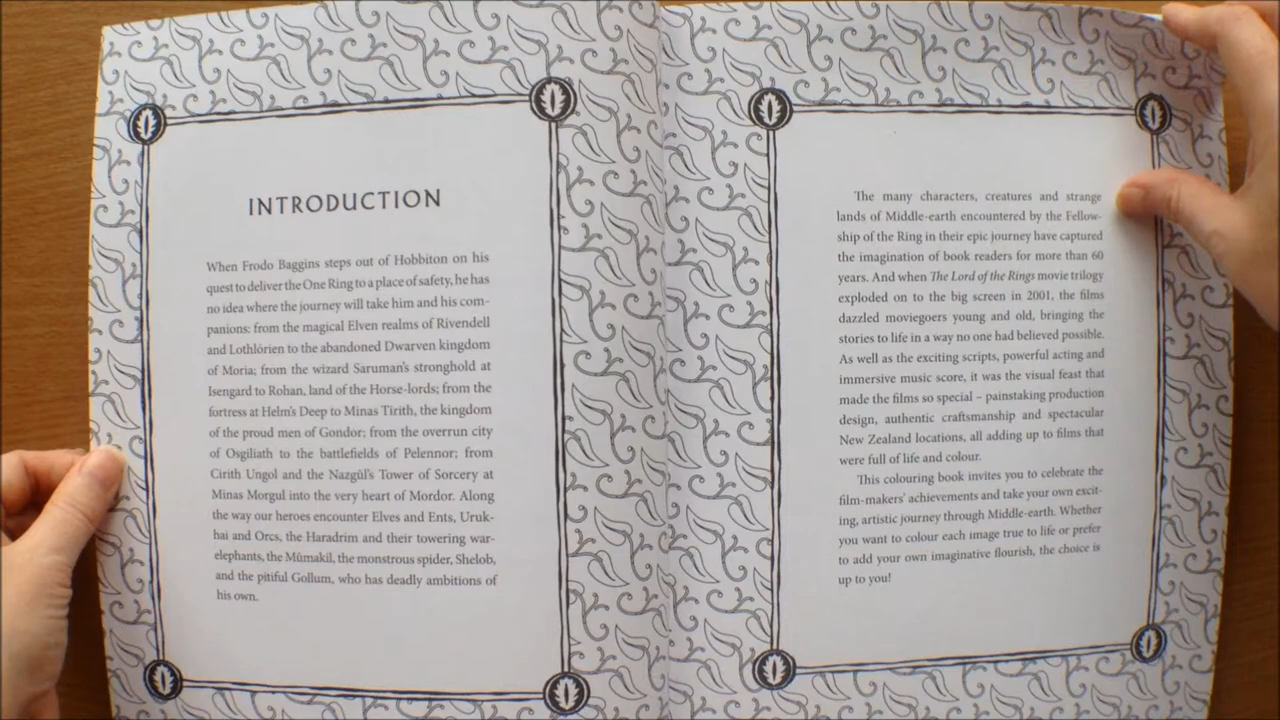 INTRODUCTION
When Frodo Baggins steps out of Hobbiton on his
quest to deliver the One Ring to a place of safety, he has
no idea where the journey will take him and his com-
panions: from the magical Elven realms of Rivendell
and Lothlórien to the abandoned Dwarven kingdom
of Moria; from the wizard Saruman's stronghold at
Isengard to Rohan, land of the Horse-lords; from the
fortress at Helm's Deep to Minas Tirith, the kingdom
of the proud men of Gondor; from the overrun city
of Osgiliath to the battlefields of Pelennor; from
Cirith Ungol and the Nazgûl's Tower of Sorcery at
Minas Morgul into the very heart of Mordor. Along
the way our heroes encounter Elves and Ents, Uruk-
hai and Orcs, the Haradrim and their towering war-
elephants, the Mûmakil, the monstrous spider, Shelob,
and the pitiful Gollum, who has deadly ambitions of
his own.
The many characters, creatures and strange
lands of Middle-earth encountered by the Fellow-
ship of the Ring in their epic journey have captured
the imagination of book readers for more than 60
years. And when The Lord of the Rings movie trilogy
exploded on to the big screen in 2001, the films
dazzled moviegoers young and old, bringing the
stories to life in a way no one had believed possible.
As well as the exciting scripts, powerful acting and
immersive music score, it was the visual feast that
made the films so special – painstaking production
design, authentic craftsmanship and spectacular
New Zealand locations, all adding up to films that
were full of life and colour.
This colouring book invites you to celebrate the
film-makers' achievements and take your own excit-
ing, artistic journey through Middle-earth. Whether
you want to colour each image true to life or prefer
to add your own imaginative flourish, the choice is
up to you!